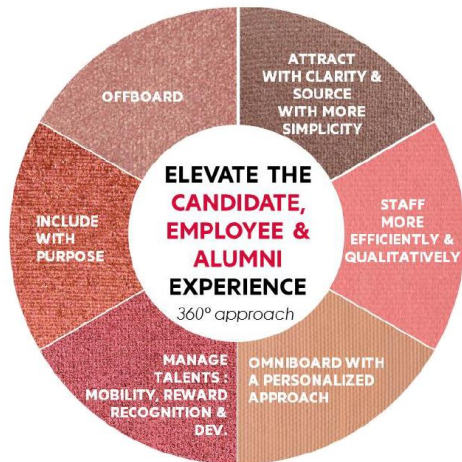 ELEVATE THE
CANDIDATE,
EMPLOYEE &
ALUMNI
EXPERIENCE
360° approach
ATTRACT
WITH CLARITY &
SOURCE
WITH MORE
SIMPLICITY
STAFF
MORE
EFFICIENTLY &
QUALITATIVELY
OMNIBOARD WITH
A PERSONALIZED
APPROACH
MANAGE
TALENTS :
MOBILITY, REWARD
RECOGNITION &
DEV.
INCLUDE
WITH
PURPOSE
OFFBOARD